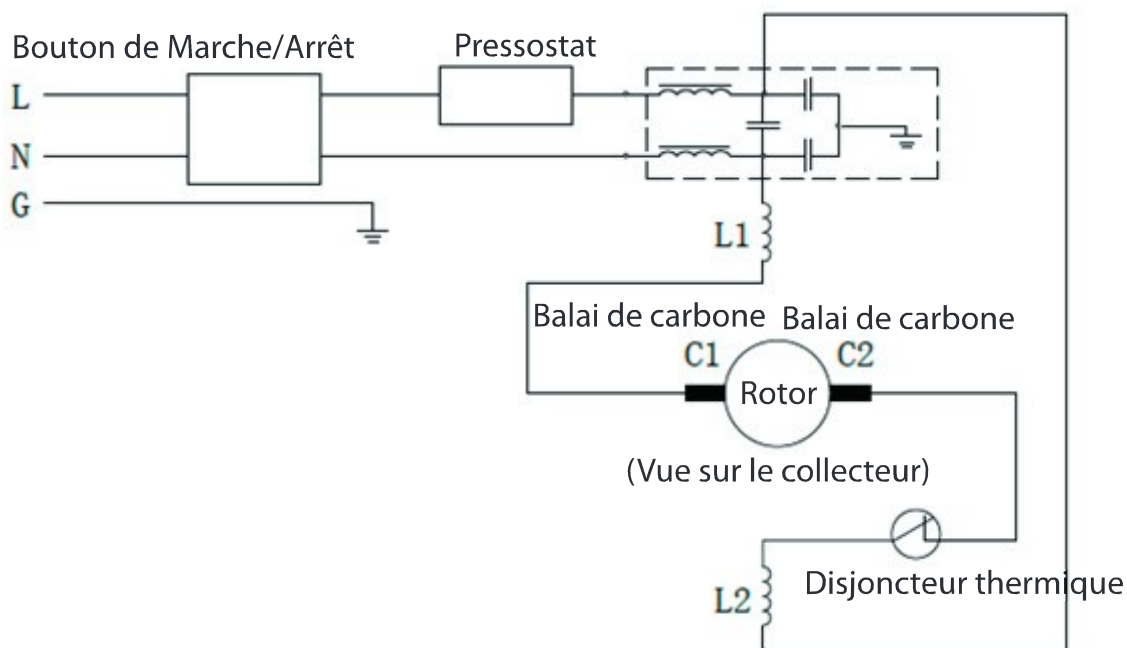 Bouton de Marche/Arrêt
Pressostat
L
N
G
L1
Balai de carbone
Balai de carbone
C1
C2
Rotor
(Vue sur le collecteur)
Disjoncteur thermique
L2